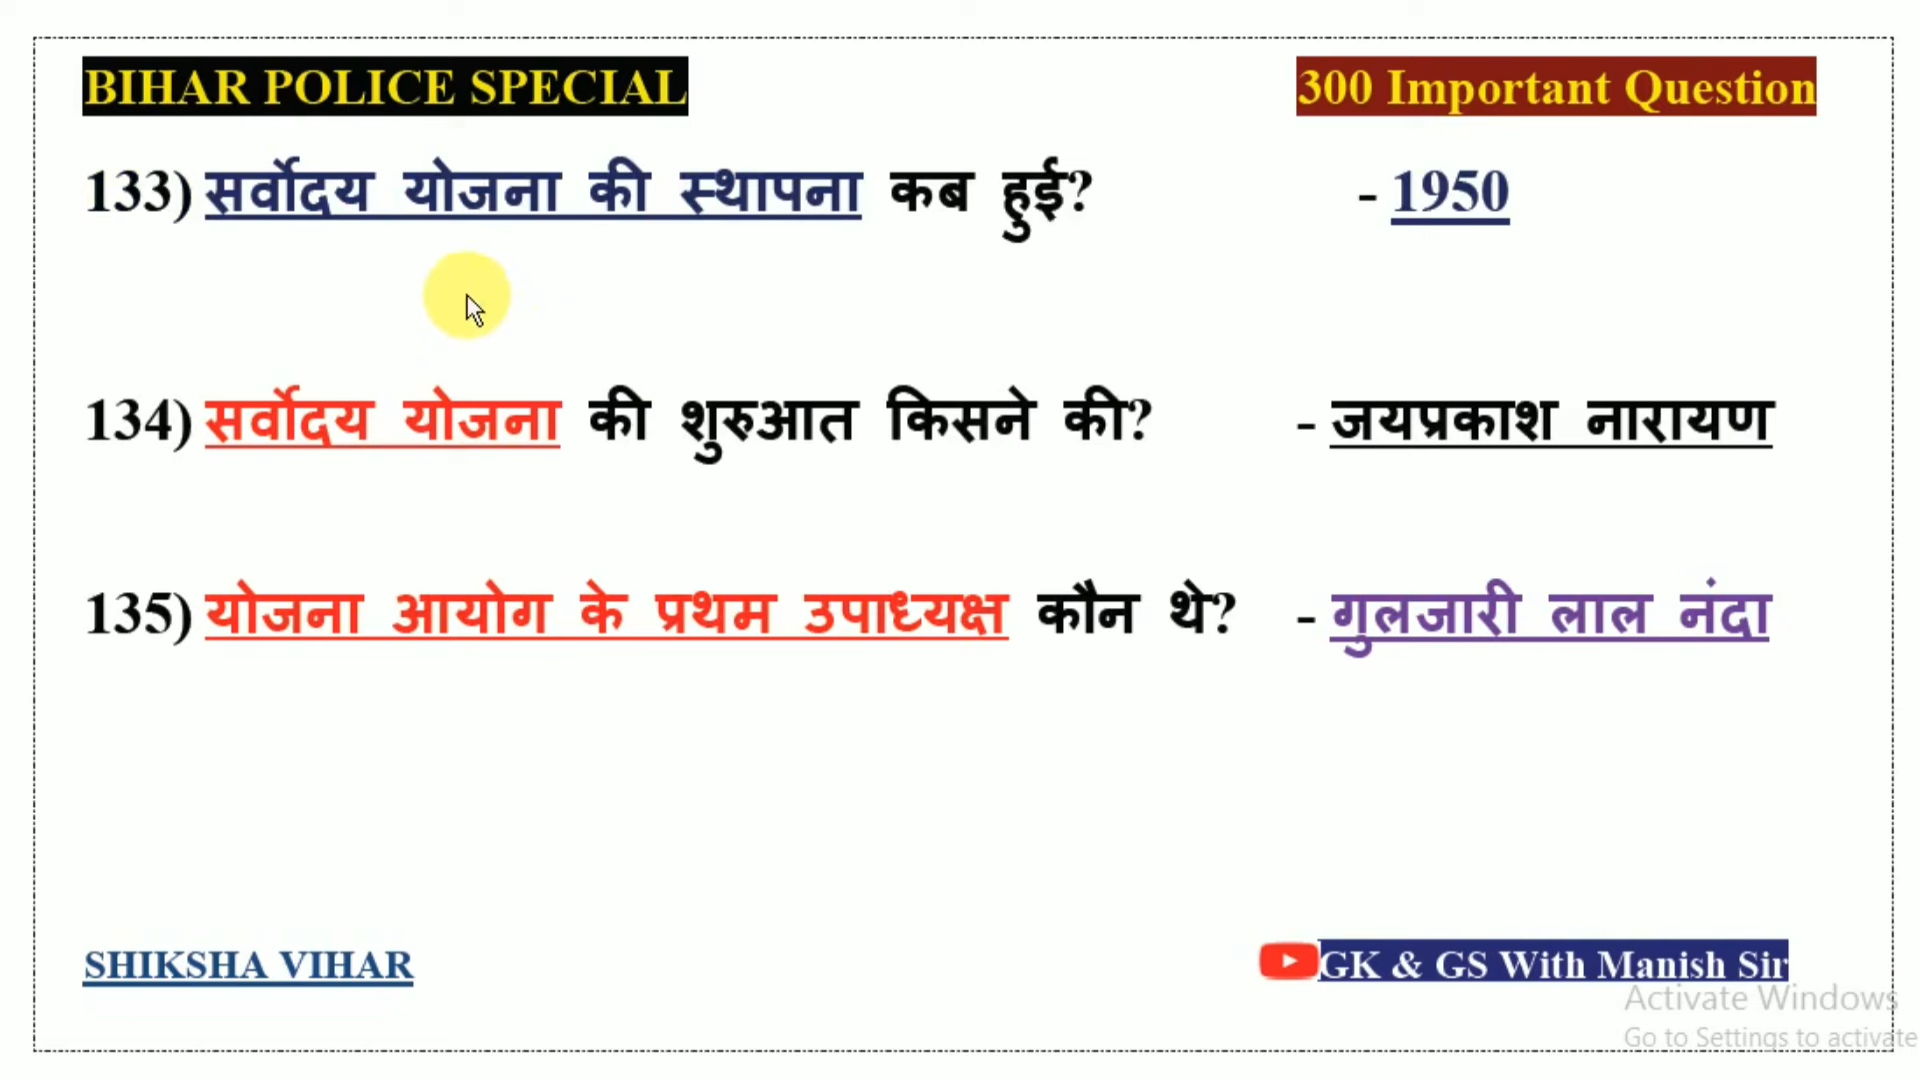 BIHAR POLICE SPECIAL 300 Important Question
133) सर्वोदय योजना की स्थापना कब हुई? - 1950
134) सर्वोदय योजना की शुरुआत किसने की? - जयप्रकाश नारायण
135) योजना आयोग के प्रथम उपाध्यक्ष कौन थे? - गुलजारी लाल नंदा
SHIKSHA VIHAR GK & GS With Manish Sir
Activate Windows
Go to Settings to activate